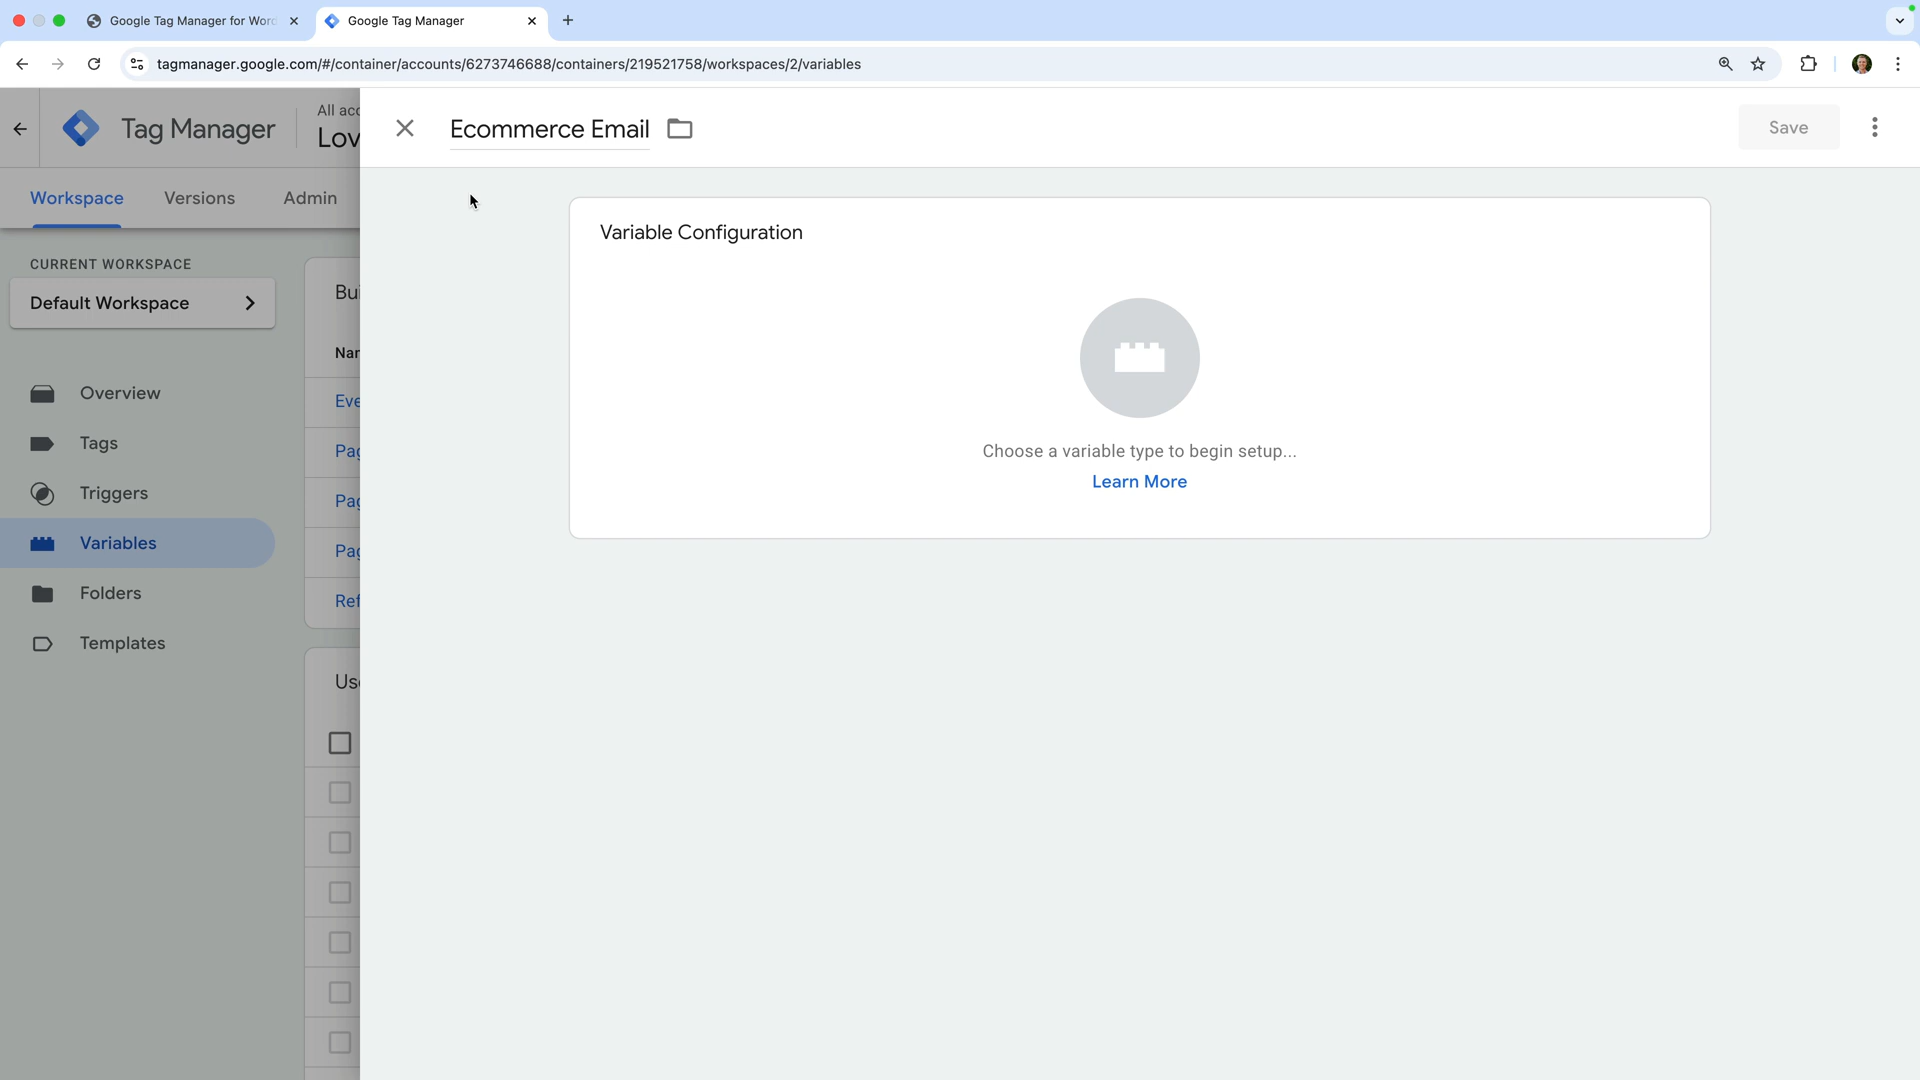 Google Tag Manager for Word
Google Tag Manager
tagmanager.google.com/#/container/accounts/6273746688/containers/219521758/workspaces/2/variables
Tag Manager
All acc
Lov
Ecommerce Email
Save
Workspace
Versions
Admin
CURRENT WORKSPACE
Default Workspace
Overview
Tags
Triggers
Variables
Folders
Templates
Bui
Nar
Eve
Pag
Pag
Pag
Ref
Use
Variable Configuration
Choose a variable type to begin setup...
Learn More